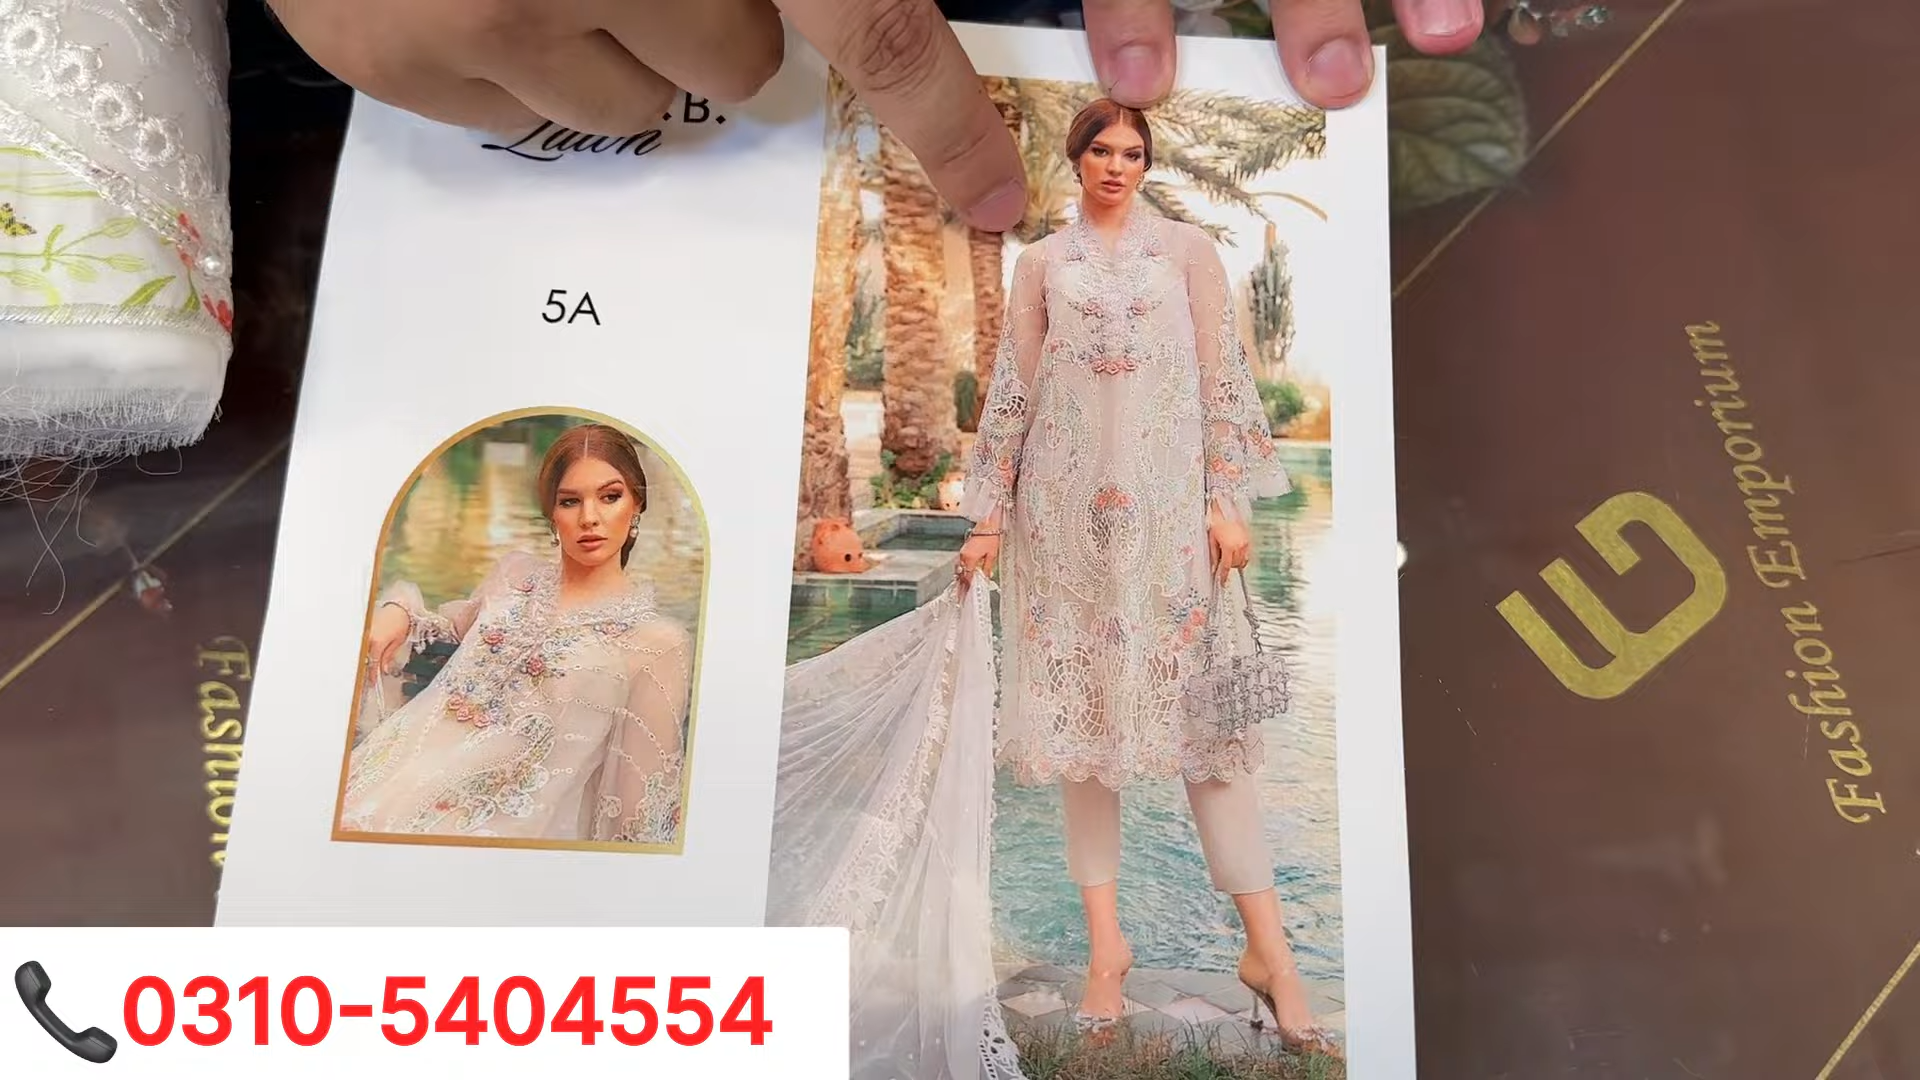 .B.
Lawn
5A
Fashion
Fashion Emporium
0310-5404554